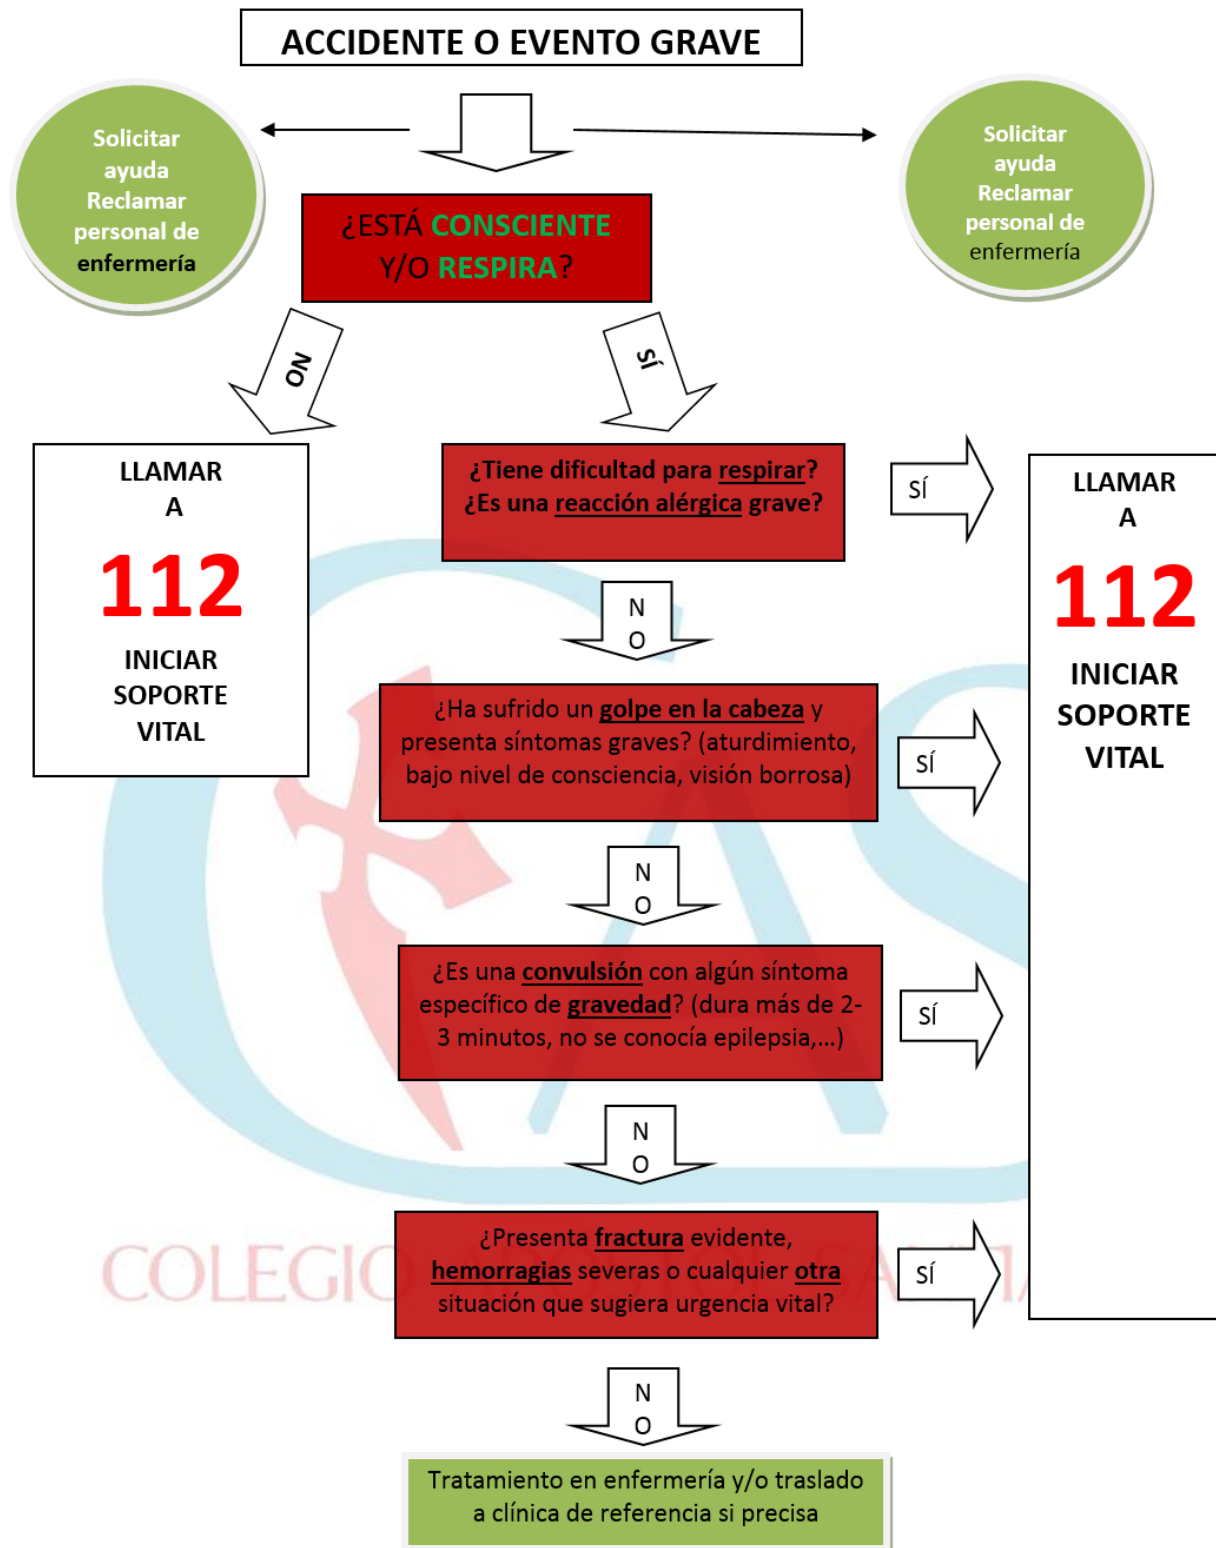 ACCIDENTE O EVENTO GRAVE
Solicitar
ayuda
Reclamar
personal de
enfermería
Solicitar
ayuda
Reclamar
personal de
enfermería
¿ESTÁ CONSCIENTE
Y/O RESPIRA?
NO
SÍ
LLAMAR
A
112
INICIAR
SOPORTE
VITAL
¿Tiene dificultad para respirar?
¿Es una reacción alérgica grave?
SÍ
LLAMAR
A
112
INICIAR
SOPORTE
VITAL
N
O
¿Ha sufrido un golpe en la cabeza y
presenta síntomas graves? (aturdimiento,
bajo nivel de consciencia, visión borrosa)
SÍ
N
O
¿Es una convulsión con algún síntoma
específico de gravedad? (dura más de 2-
3 minutos, no se conocía epilepsia,...)
SÍ
N
O
¿Presenta fractura evidente,
hemorragias severas o cualquier otra
situación que sugiera urgencia vital?
SÍ
COLEGIO
N
O
Tratamiento en enfermería y/o traslado
a clínica de referencia si precisa